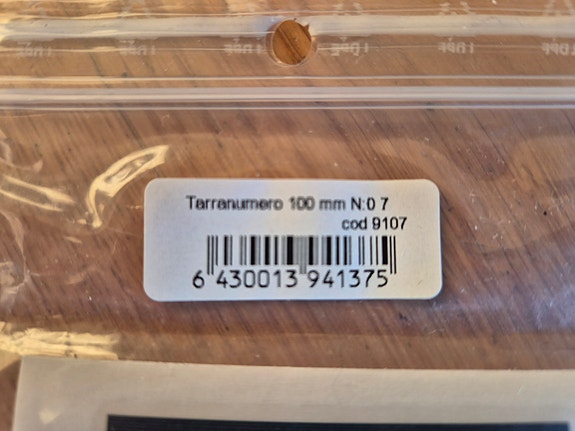 Tarranumero 100 mm N:0 7
cod 9107
6 430013 941375